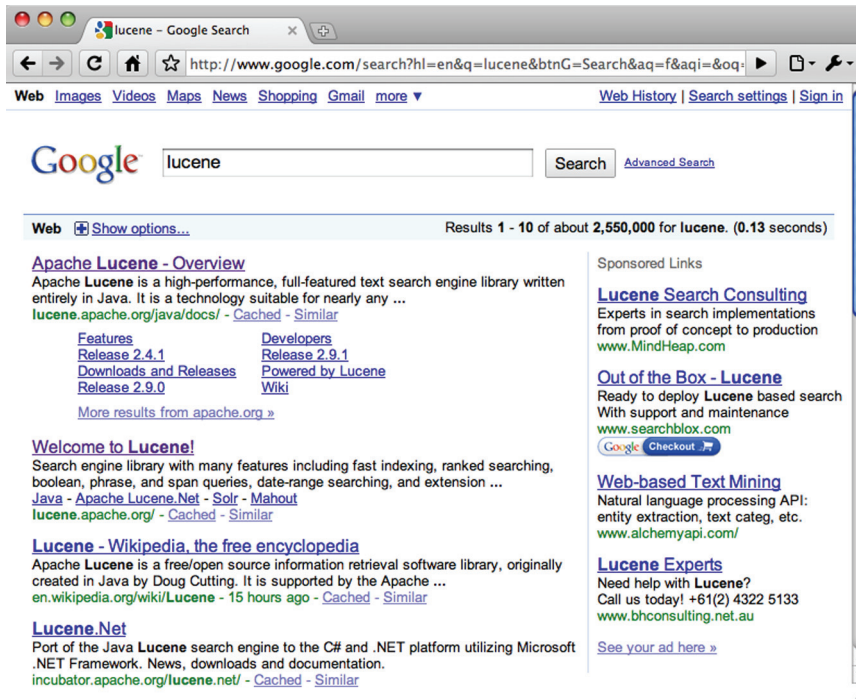 lucene – Google Search
http://www.google.com/search?hl=en&q=lucene&btnG=Search&aq=f&aqi=&oq=
Web Images Videos Maps News Shopping Gmail more ▼
Web History | Search settings | Sign in
Google
lucene
Search
Advanced Search
Web Show options...
Results 1 - 10 of about 2,550,000 for lucene. (0.13 seconds)
Apache Lucene - Overview
Apache Lucene is a high-performance, full-featured text search engine library written
entirely in Java. It is a technology suitable for nearly any ...
lucene.apache.org/java/docs/ - Cached - Similar
Features
Release 2.4.1
Downloads and Releases
Release 2.9.0
Developers
Release 2.9.1
Powered by Lucene
Wiki
More results from apache.org »
Welcome to Lucene!
Search engine library with many features including fast indexing, ranked searching,
boolean, phrase, and span queries, date-range searching, and extension ...
Java - Apache Lucene.Net - Solr - Mahout
lucene.apache.org/ - Cached - Similar
Lucene - Wikipedia, the free encyclopedia
Apache Lucene is a free/open source information retrieval software library, originally
created in Java by Doug Cutting. It is supported by the Apache ...
en.wikipedia.org/wiki/Lucene - 15 hours ago - Cached - Similar
Lucene.Net
Port of the Java Lucene search engine to the C# and .NET platform utilizing Microsoft
.NET Framework. News, downloads and documentation.
incubator.apache.org/lucene.net/ - Cached - Similar
Sponsored Links
Lucene Search Consulting
Experts in search implementations
from proof of concept to production
www.MindHeap.com
Out of the Box - Lucene
Ready to deploy Lucene based search
With support and maintenance
www.searchblox.com
Google Checkout
Web-based Text Mining
Natural language processing API:
entity extraction, text categ, etc.
www.alchemyapi.com/
Lucene Experts
Need help with Lucene?
Call us today! +61(2) 4322 5133
www.bhconsulting.net.au
See your ad here »